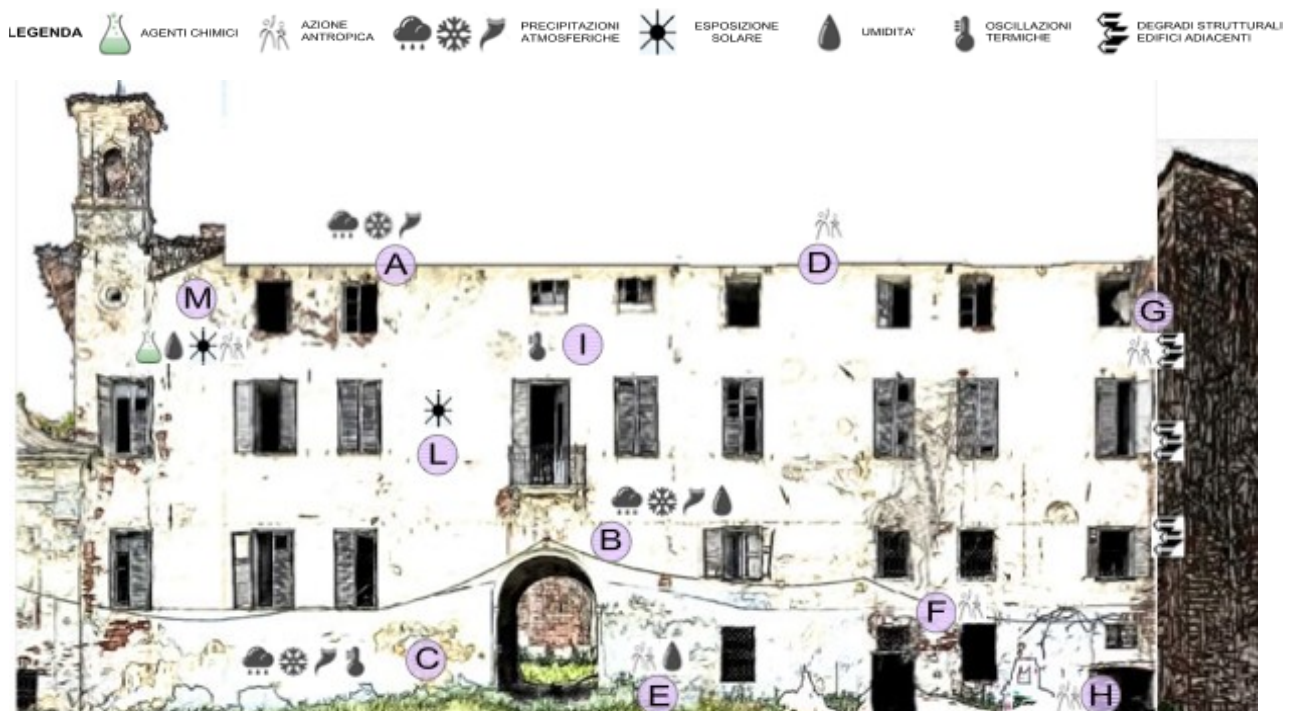 LEGENDA
AGENTI CHIMICI
AZIONE
ANTROPICA
PRECIPITAZIONI
ATMOSFERICHE
ESPOSIZIONE
SOLARE
UMIDITA'
OSCILLAZIONI
TERMICHE
DEGRADI STRUTTURALI
EDIFICI ADIACENTI
A
D
M
G
I
L
B
F
C
E
H